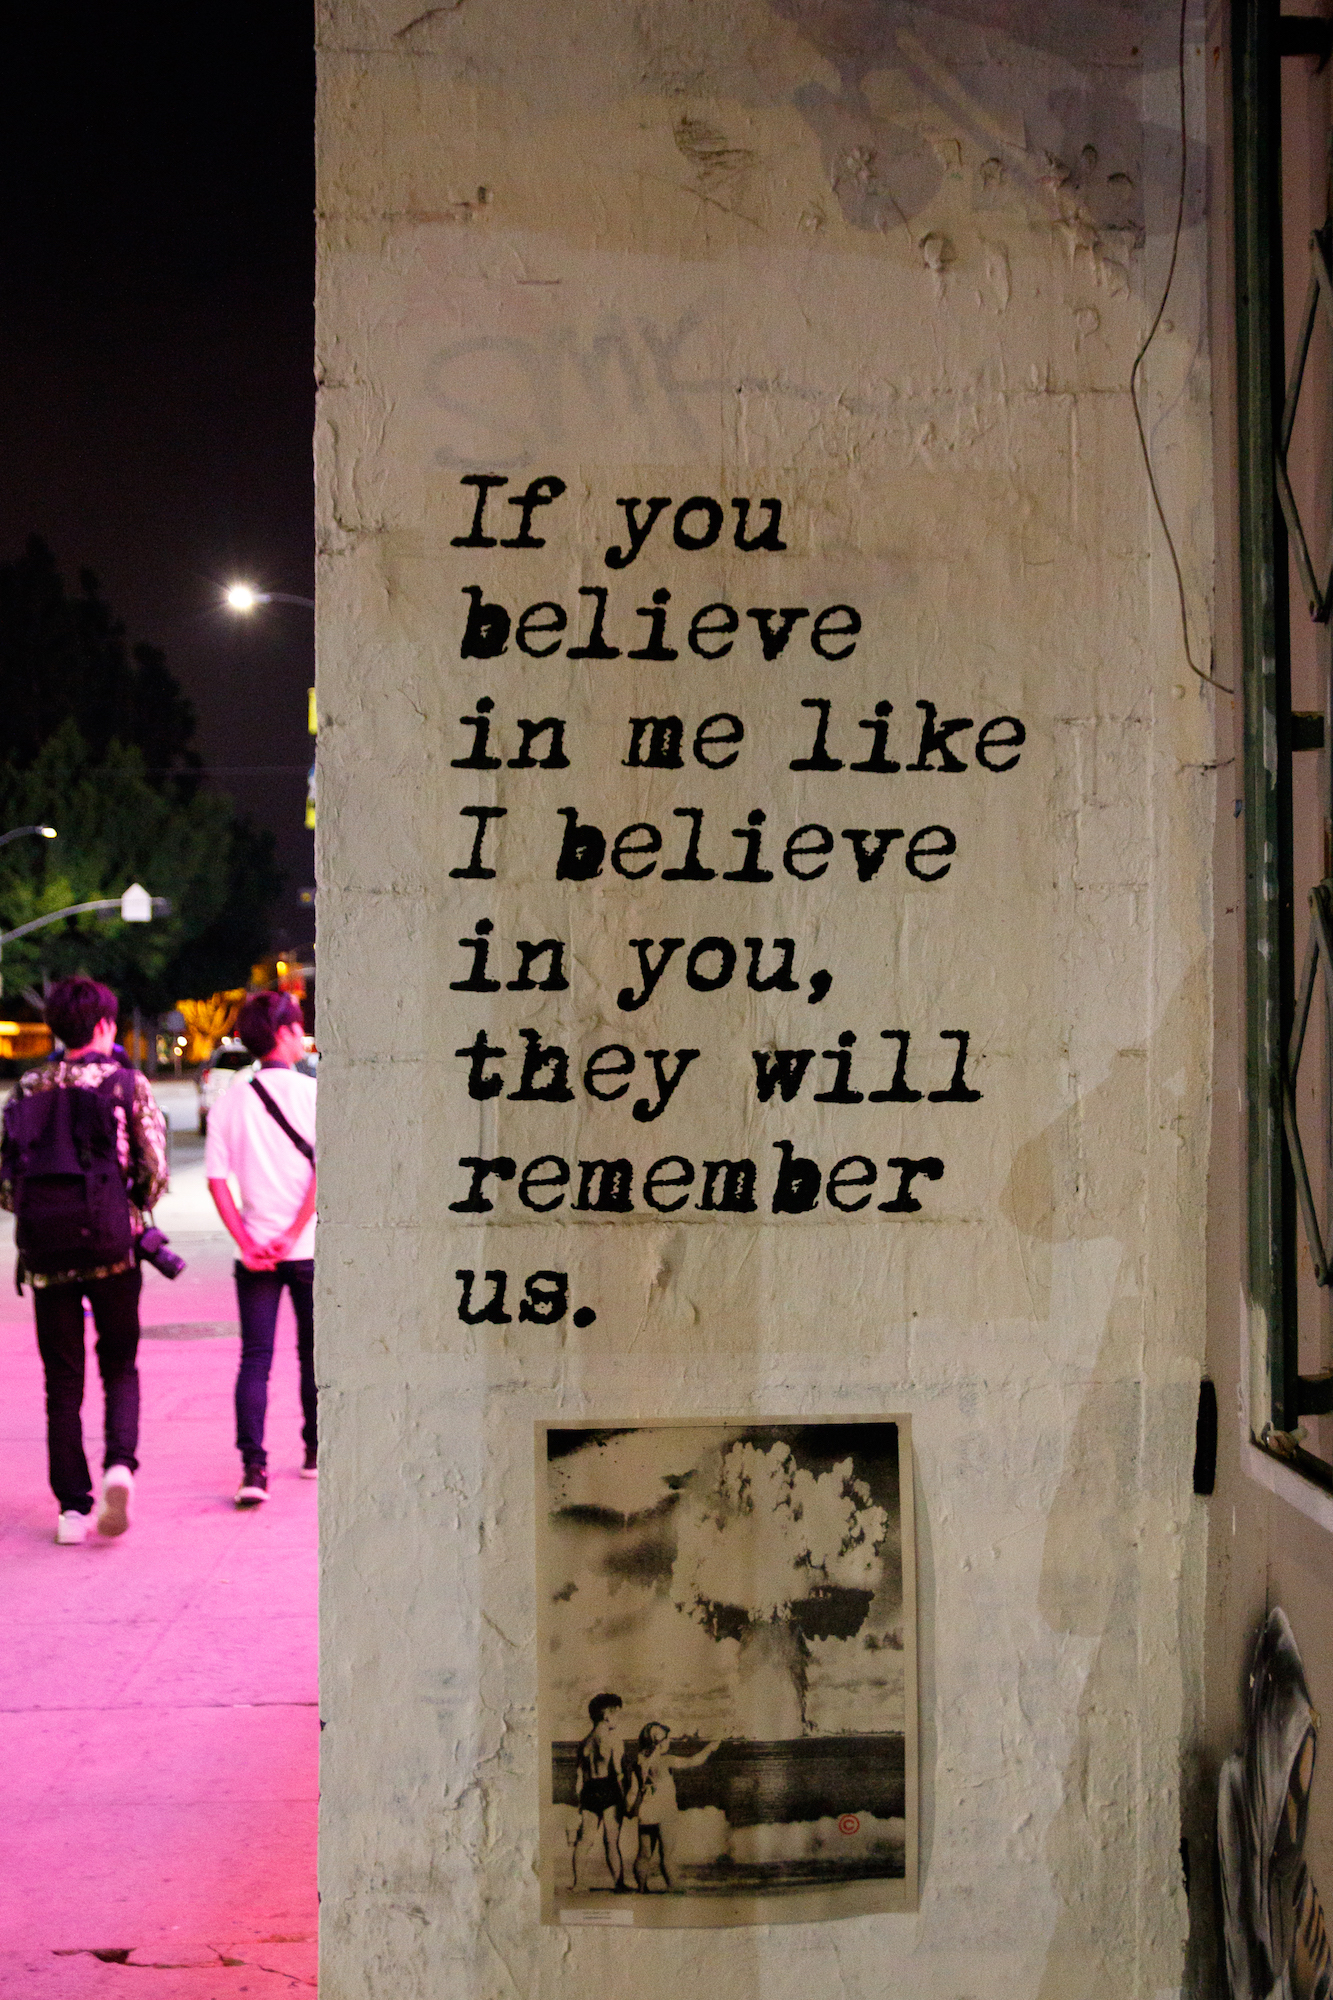 If you
believe
in me like
I believe
in you,
they will
remember
us.
©